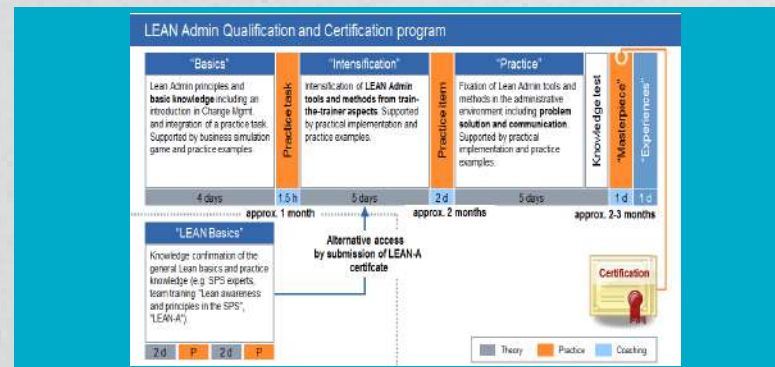 LEAN Admin Qualification and Certification program
"Basics"
Lean Admin principles and
basic knowledge including an
introduction in Change Mgmt.
and integration of a practice task.
Supported by business simulation
game and practice examples.
4 days
Practice task
1.5 h
"Intensification"
Intensification of LEAN Admin
tools and methods from train-
the-trainer aspects. Supported
by practical implementation and
practice examples.
5 days
Practice item
2 d
"Practice"
Fixation of Lean Admin tools and
methods in the administrative
environment including problem
solution and communication.
Supported by practical
implementation and practice
examples.
5 days
Knowledge test
"Masterpiece"
1 d
"Experiences"
1 d
approx. 1 month
approx. 2 months
approx. 2-3 months
"LEAN Basics"
Knowledge confirmation of the
general Lean basics and practice
knowledge (e.g. SPS experts,
team training "Lean awareness
and principles in the SPS",
"LEAN-A").
2 d P 2 d P
Alternative access
by submission of LEAN-A
certifcate
Certification
Theory Practice Coaching